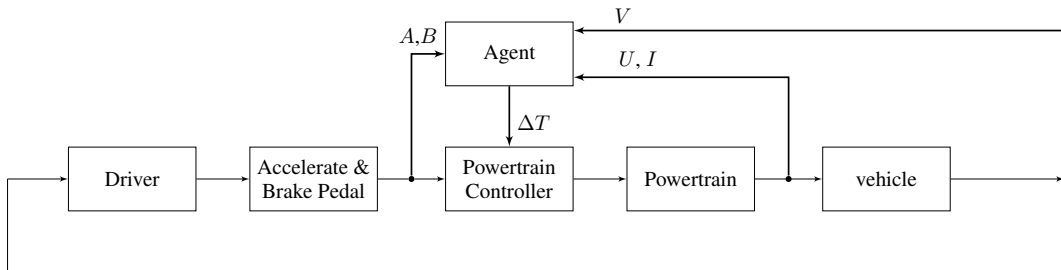 V
A,B
Agent
U, I
ΔT
Driver
Accelerate &
Brake Pedal
Powertrain
Controller
Powertrain
vehicle